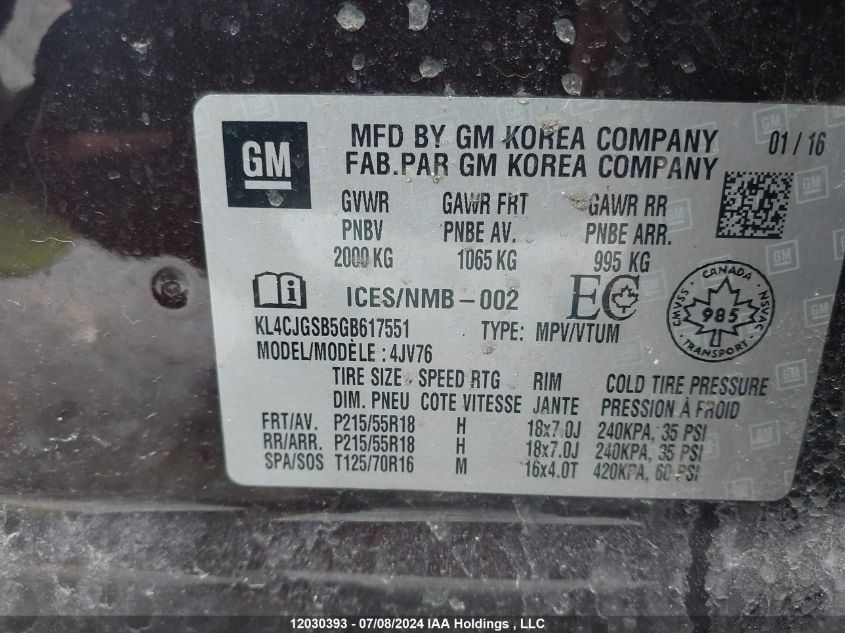 GM
MFD BY GM KOREA COMPANY 01 / 16
FAB.PAR GM KOREA COMPANY
GVWR GAWR FRT GAWR RR
PNBV PNBE AV. PNBE ARR.
2000 KG 1065 KG 995 KG
ICES/NMB-002 EC
CANADA
CMVSS 985 NSVAC
TRANSPORT
KL4CJGSB5GB617551 TYPE: MPV/VTUM
MODEL/MODÈLE : 4JV76
TIRE SIZE SPEED RTG RIM COLD TIRE PRESSURE
DIM. PNEU COTE VITESSE JANTE PRESSION À FROID
FRT/AV. P215/55R18 H 18x7.0J 240KPA, 35 PSI
RR/ARR. P215/55R18 H 18x7.0J 240KPA, 35 PSI
SPA/SOS T125/70R16 M 16x4.0T 420KPA, 60 PSI
12030393 - 07/08/2024 IAA Holdings , LLC